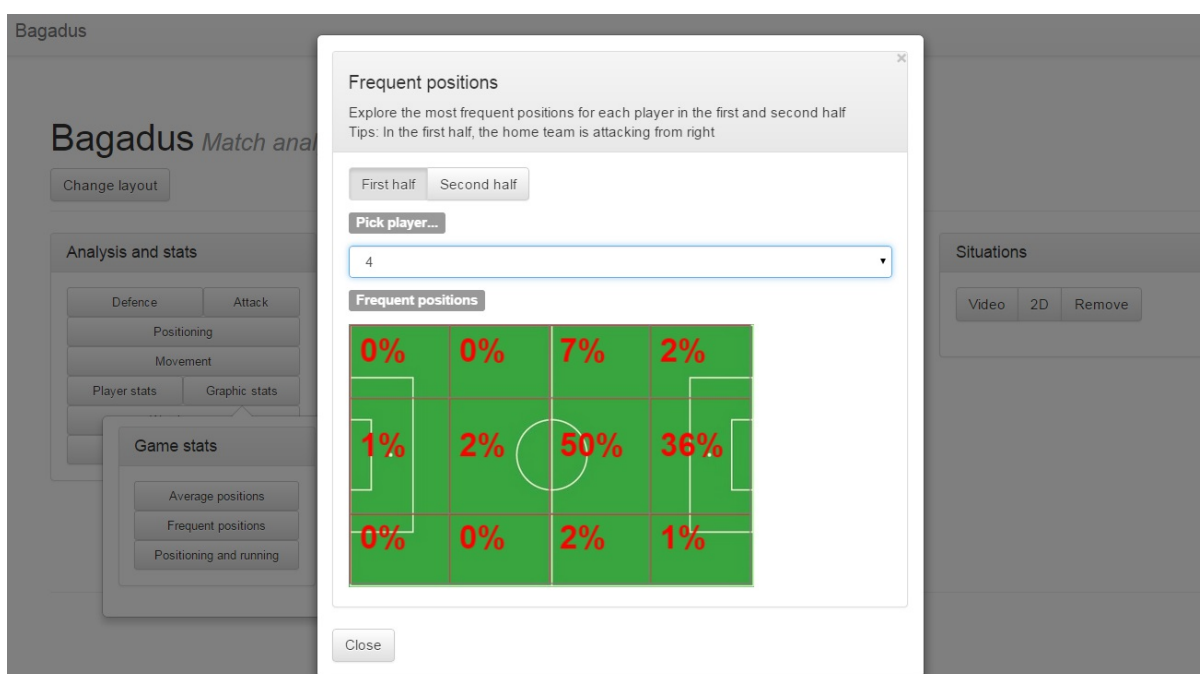 Bagadus
Bagadus Match anal
Change layout
Analysis and stats
Defence Attack
Positioning
Movement
Player stats Graphic stats
Game stats
Average positions
Frequent positions
Positioning and running
×
Frequent positions
Explore the most frequent positions for each player in the first and second half
Tips: In the first half, the home team is attacking from right
First half Second half
Pick player...
4
Frequent positions
0% 0% 7% 2%
1% 2% 50% 36%
0% 0% 2% 1%
Close
Situations
Video 2D Remove